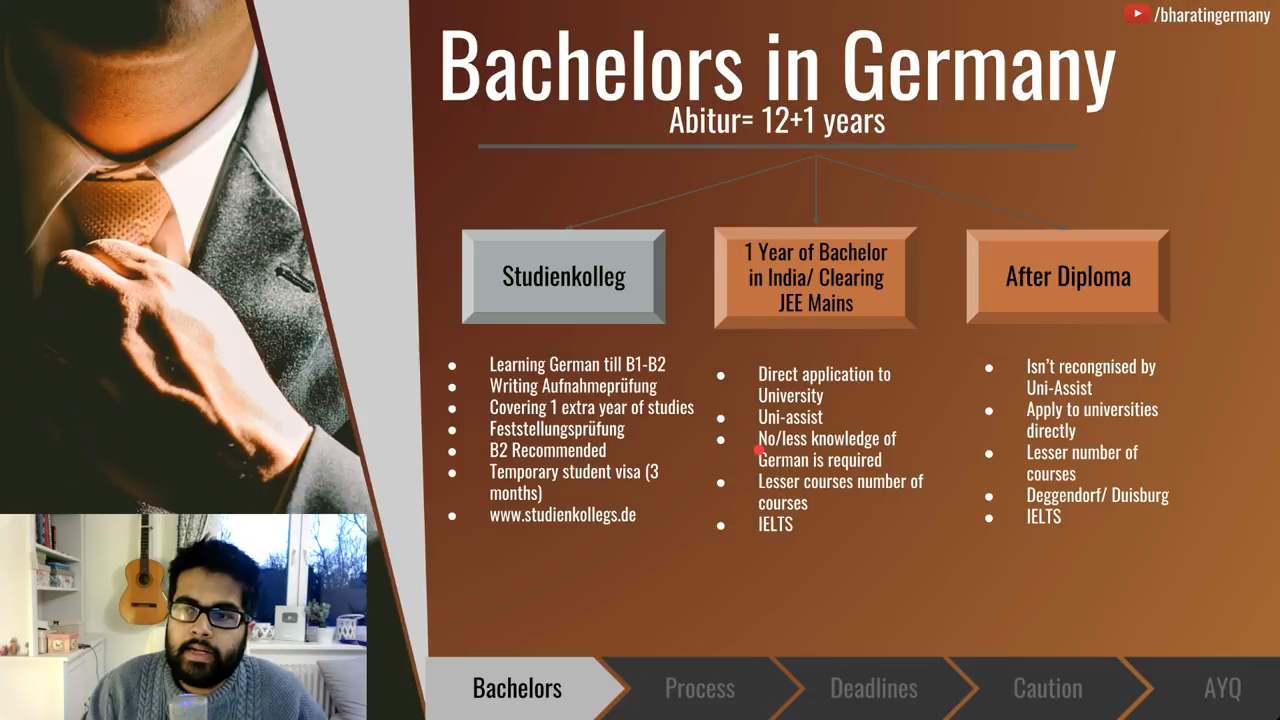 /bharatingermany
Bachelors in Germany
Abitur= 12+1 years
Studienkolleg
1 Year of Bachelor
in India/ Clearing
JEE Mains
After Diploma
● Learning German till B1-B2
● Writing Aufnahmeprüfung
● Covering 1 extra year of studies
● Feststellungsprüfung
● B2 Recommended
● Temporary student visa (3
months)
● www.studienkollegs.de
● Direct application to
University
● Uni-assist
● No/less knowledge of
German is required
● Lesser courses number of
courses
● IELTS
● Isn't recongnised by
Uni-Assist
● Apply to universities
directly
● Lesser number of
courses
● Deggendorf/ Duisburg
● IELTS
Bachelors
Process
Deadlines
Caution
AYQ